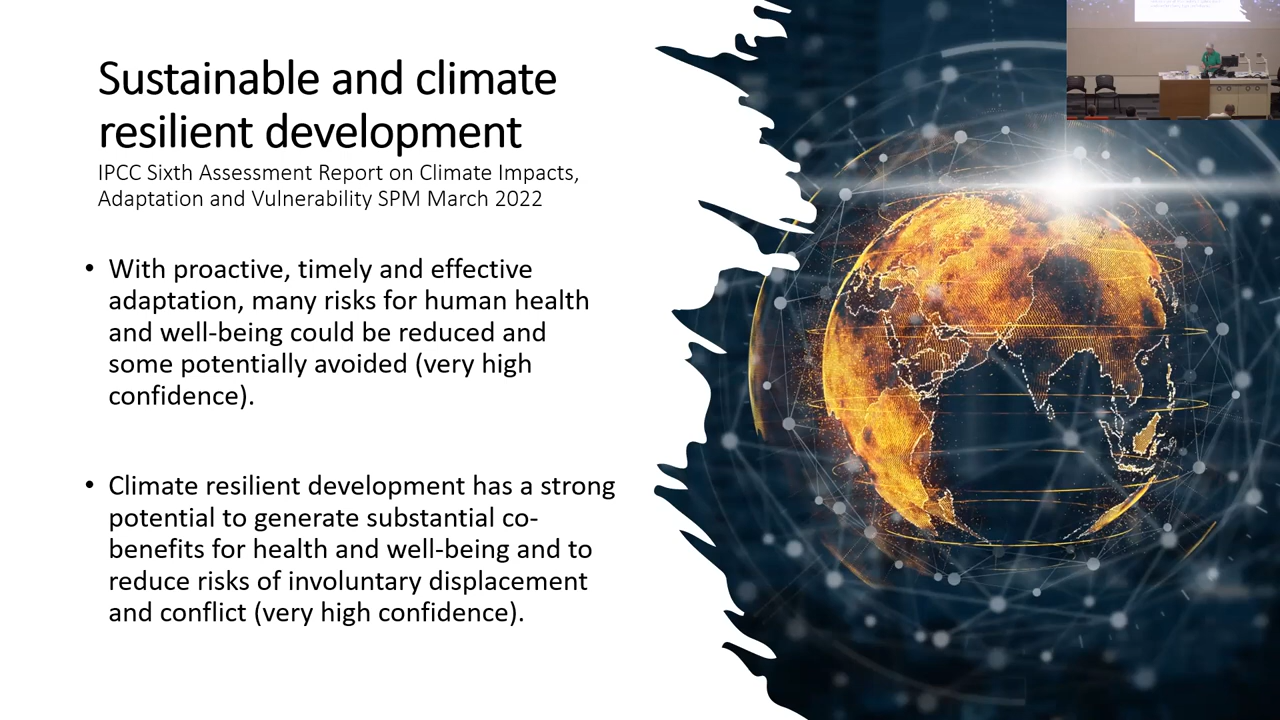 Sustainable and climate
resilient development
IPCC Sixth Assessment Report on Climate Impacts,
Adaptation and Vulnerability SPM March 2022
• With proactive, timely and effective
adaptation, many risks for human health
and well-being could be reduced and
some potentially avoided (very high
confidence).
• Climate resilient development has a strong
potential to generate substantial co-
benefits for health and well-being and to
reduce risks of involuntary displacement
and conflict (very high confidence).